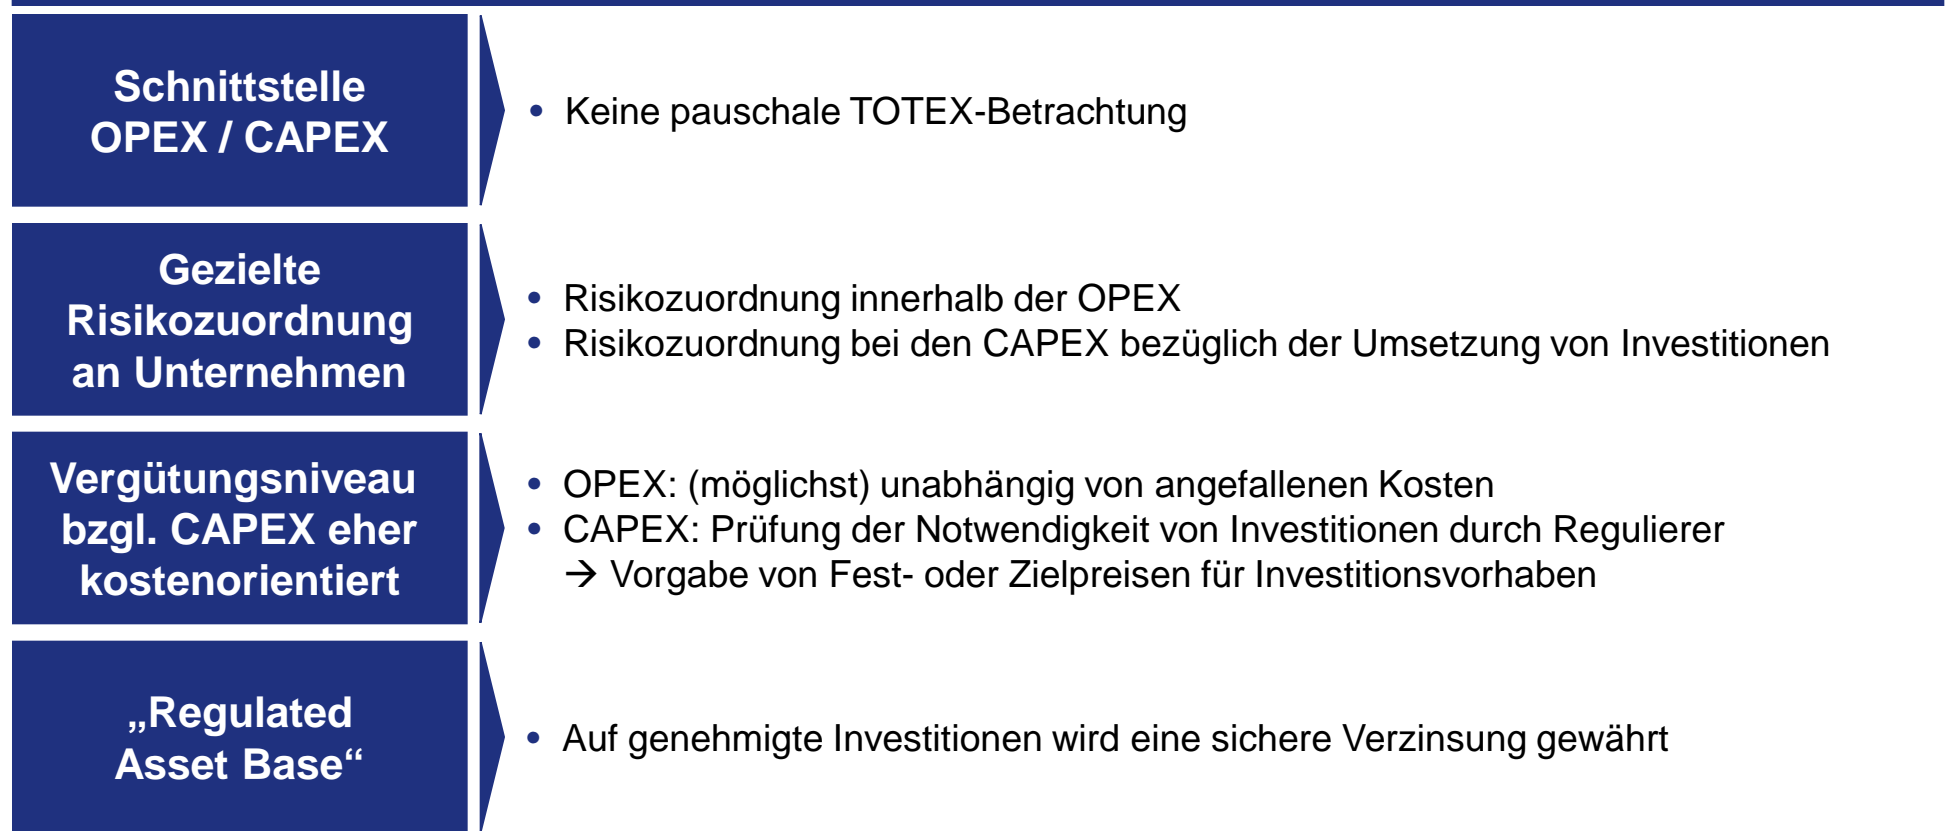 Schnittstelle
OPEX / CAPEX
• Keine pauschale TOTEX-Betrachtung
Gezielte
Risikozuordnung
an Unternehmen
• Risikozuordnung innerhalb der OPEX
• Risikozuordnung bei den CAPEX bezüglich der Umsetzung von Investitionen
Vergütungsniveau
bzgl. CAPEX eher
kostenorientiert
• OPEX: (möglichst) unabhängig von angefallenen Kosten
• CAPEX: Prüfung der Notwendigkeit von Investitionen durch Regulierer
→ Vorgabe von Fest- oder Zielpreisen für Investitionsvorhaben
„Regulated
Asset Base“
• Auf genehmigte Investitionen wird eine sichere Verzinsung gewährt